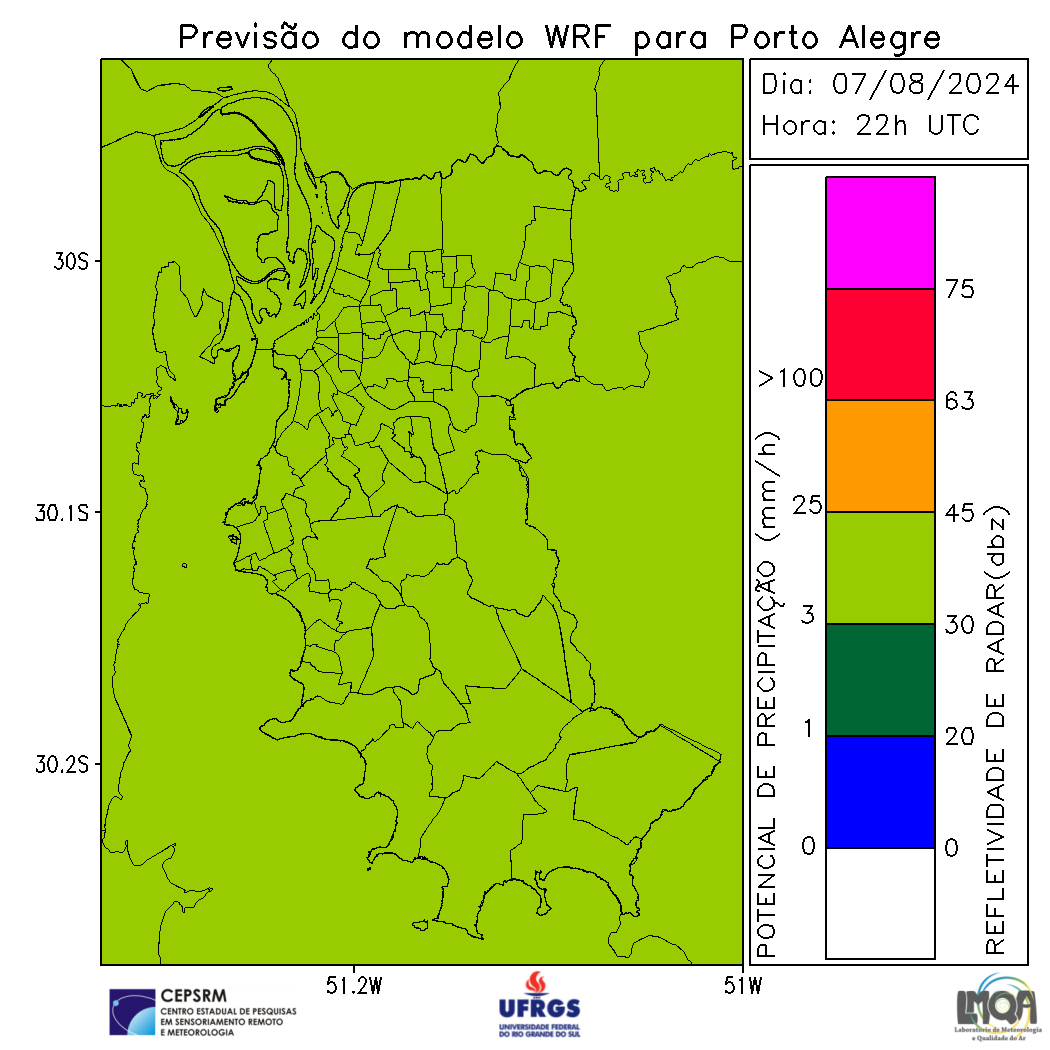 Previsão do modelo WRF para Porto Alegre
Dia: 07/08/2024
Hora: 22h UTC
30S
30.1S
30.2S
51.2W
51W
POTENCIAL DE PRECIPITAÇÃO (mm/h)
>100
25
3
1
0
75
63
45
30
20
0
REFLETIVIDADE DE RADAR(dbz)
CEPSRM
CENTRO ESTADUAL DE PESQUISAS
EM SENSORIAMENTO REMOTO
E METEOROLOGIA
UFRGS
UNIVERSIDADE FEDERAL
DO RIO GRANDE DO SUL
LMQA
Laboratório de Meteorologia
e Qualidade do Ar